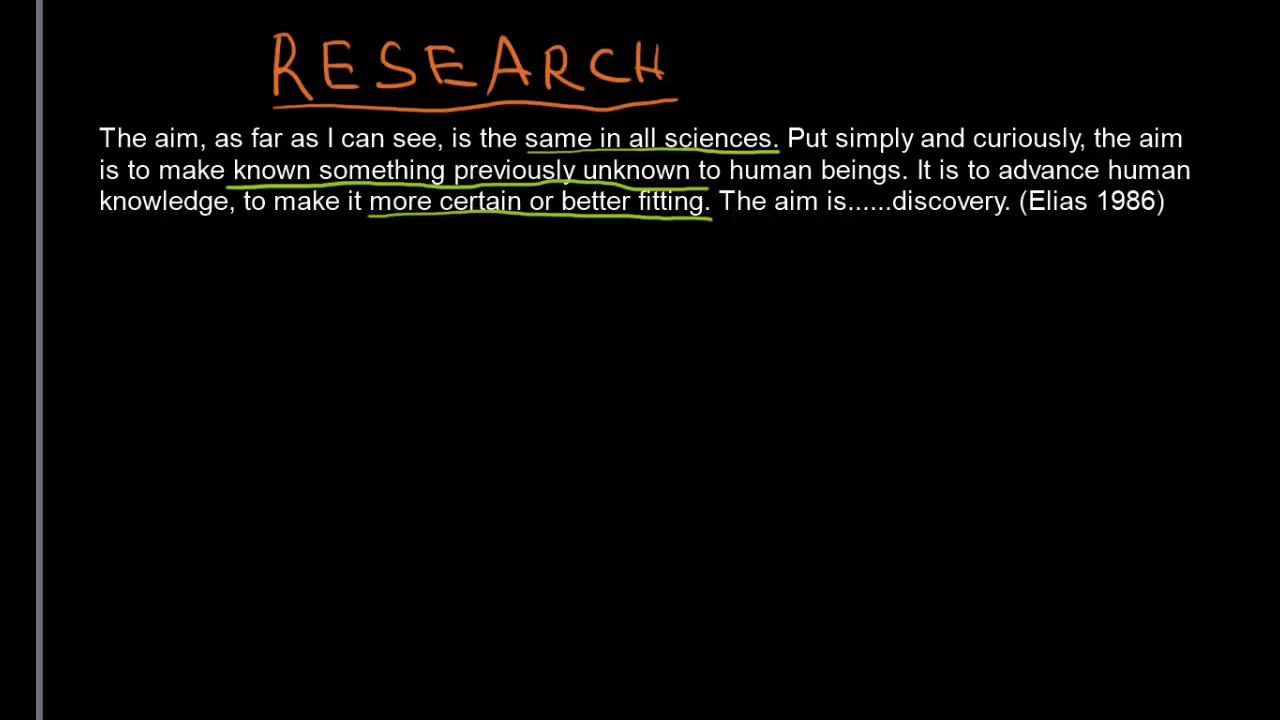 RESEARCH
The aim, as far as I can see, is the same in all sciences. Put simply and curiously, the aim
is to make known something previously unknown to human beings. It is to advance human
knowledge, to make it more certain or better fitting. The aim is......discovery. (Elias 1986)